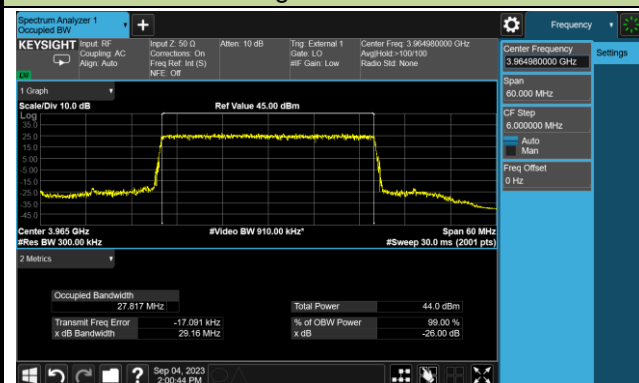 Spectrum Analyzer 1
Occupied BW
Frequency
KEYSIGHT
Input: RF
Coupling: AC
Align: Auto
Input Z: 50 Ω
Corrections: On
Freq Ref: Int (S)
NFE: Off
Atten: 10 dB
Trig: External 1
Gate: LO
#IF Gain: Low
Center Freq: 3.964980000 GHz
Avg|Hold:>100/100
Radio Std: None
Center Frequency
3.964980000 GHz
Settings
Span
60.000 MHz
CF Step
6.000000 MHz
Auto
Man
Freq Offset
0 Hz
1 Graph
Scale/Div 10.0 dB
Ref Value 45.00 dBm
Log
35.0
25.0
15.0
5.00
-5.00
-15.0
-25.0
-35.0
-45.0
Center 3.965 GHz
#Video BW 910.00 kHz*
Span 60 MHz
#Res BW 300.00 kHz
#Sweep 30.0 ms (2001 pts)
2 Metrics
Occupied Bandwidth
27.817 MHz
Total Power
44.0 dBm
Transmit Freq Error
-17.091 kHz
% of OBW Power
99.00 %
x dB Bandwidth
29.16 MHz
x dB
-26.00 dB
Sep 04, 2023
2:00:44 PM